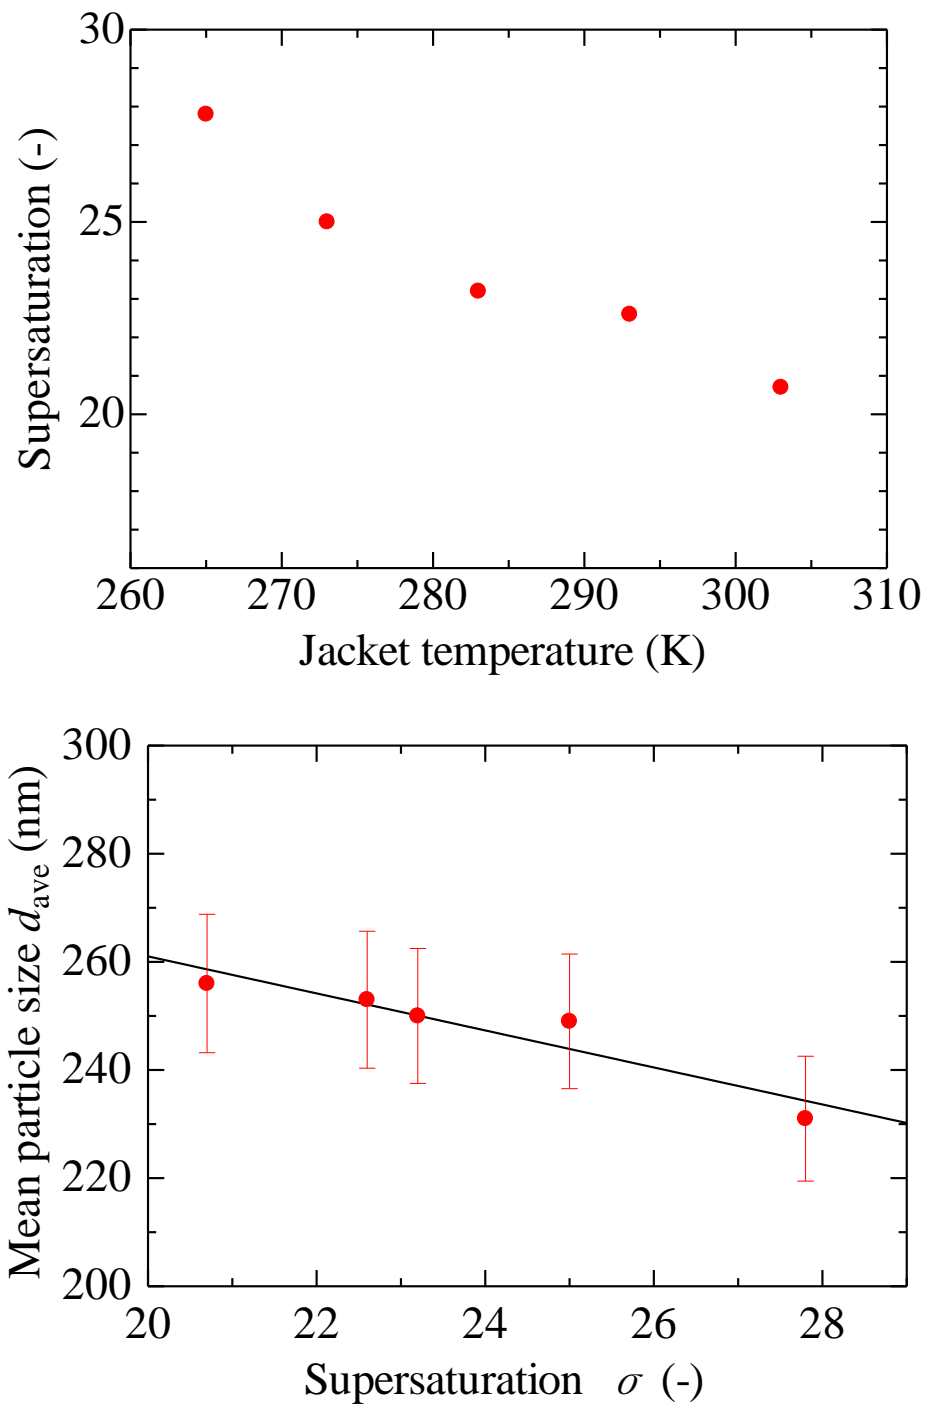 30
25
20
Supersaturation (-)
260 270 280 290 300 310
Jacket temperature (K)
300
280
260
240
220
200
Mean particle size dave (nm)
20 22 24 26 28
Supersaturation σ (-)